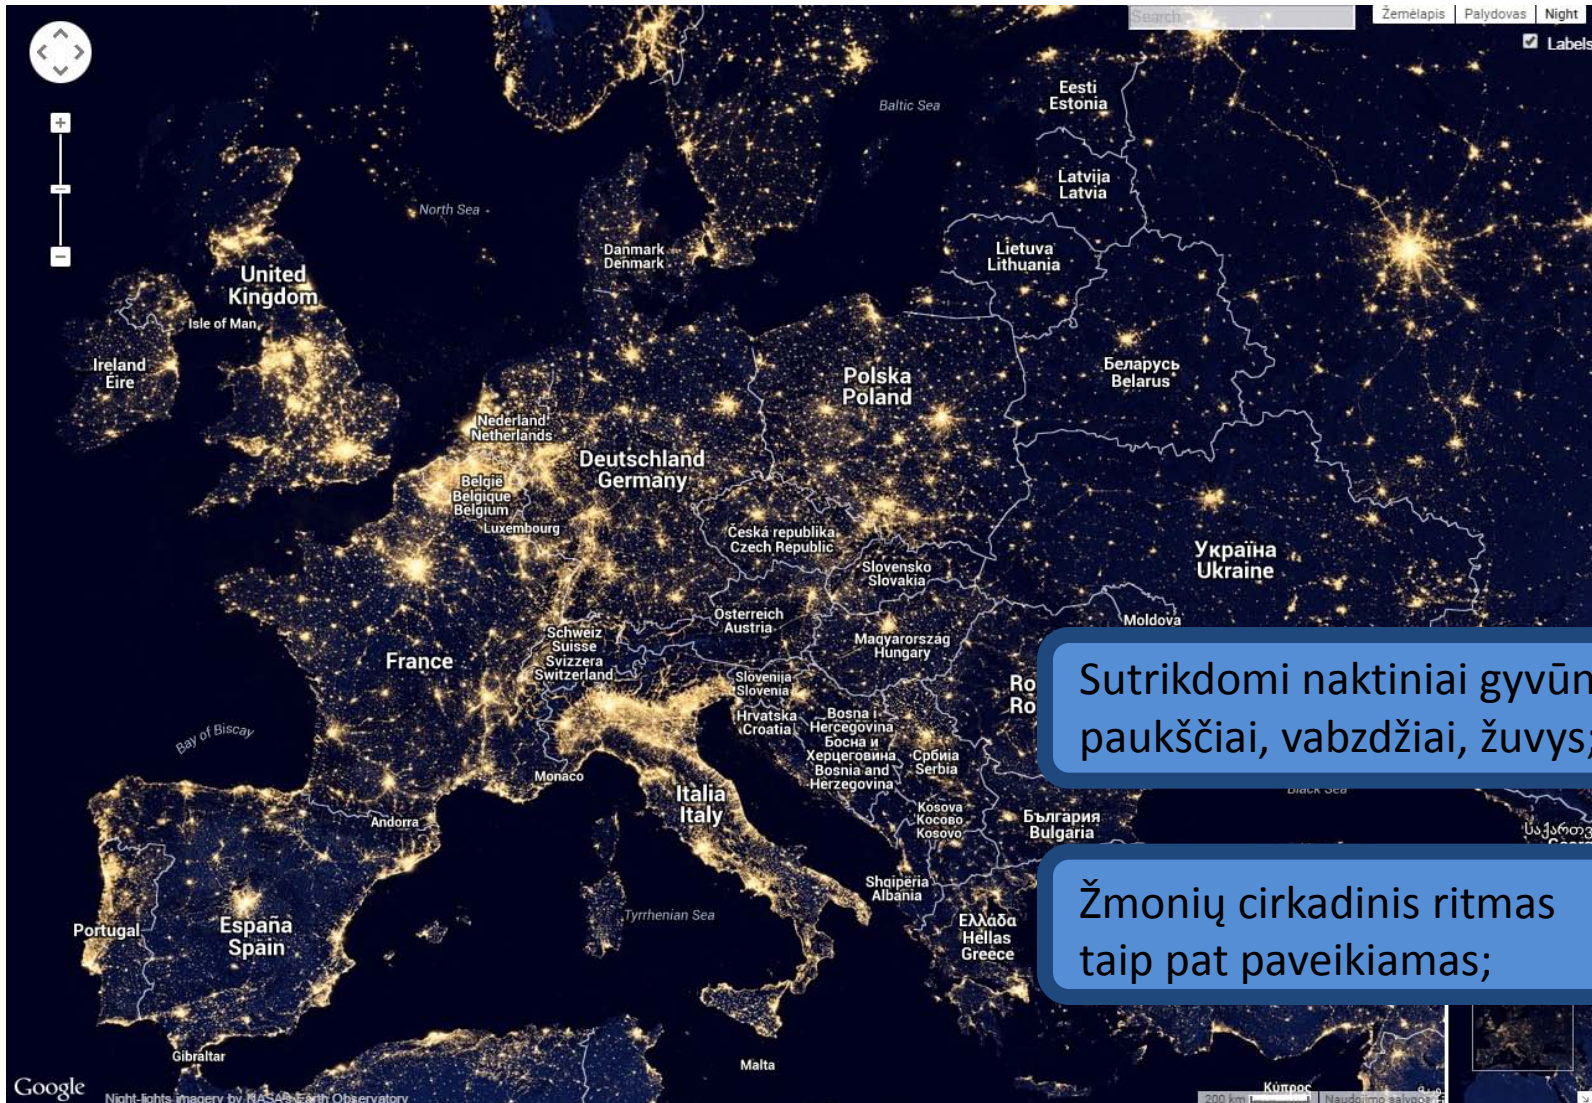 Search
Žemėlapis
Palydovas
Night
Labels
Eesti
Estonia
Baltic Sea
Latvija
Latvia
North Sea
Danmark
Denmark
Lietuva
Lithuania
United
Kingdom
Isle of Man
Ireland
Éire
Беларусь
Belarus
Polska
Poland
Nederland
Netherlands
Deutschland
Germany
België
Belgique
Belgium
Luxembourg
Česká republika
Czech Republic
Україна
Ukraine
Slovensko
Slovakia
Österreich
Austria
Moldova
Magyarország
Hungary
Schweiz
Suisse
Svizzera
Switzerland
France
Slovenija
Slovenia
Ro
Ro
Sutrikdomi naktiniai gyvūn
paukščiai, vabzdžiai, žuvys;
Hrvatska
Croatia
Bosna i
Hercegovina
Босна и
Херцеговина
Bosnia and
Herzegovina
Србија
Serbia
Bay of Biscay
Monaco
Italia
Italy
Black Sea
Kosova
Косово
Kosovo
България
Bulgaria
Andorra
Shqipëria
Albania
Žmonių cirkadinis ritmas
taip pat paveikiamas;
Tyrrhenian Sea
Ελλάδα
Hellas
Greece
Portugal
España
Spain
Gibraltar
Malta
Κύπρος
Google
Night-lights imagery by NASA's Earth Observatory
200 km
Naudojimo sąlygos